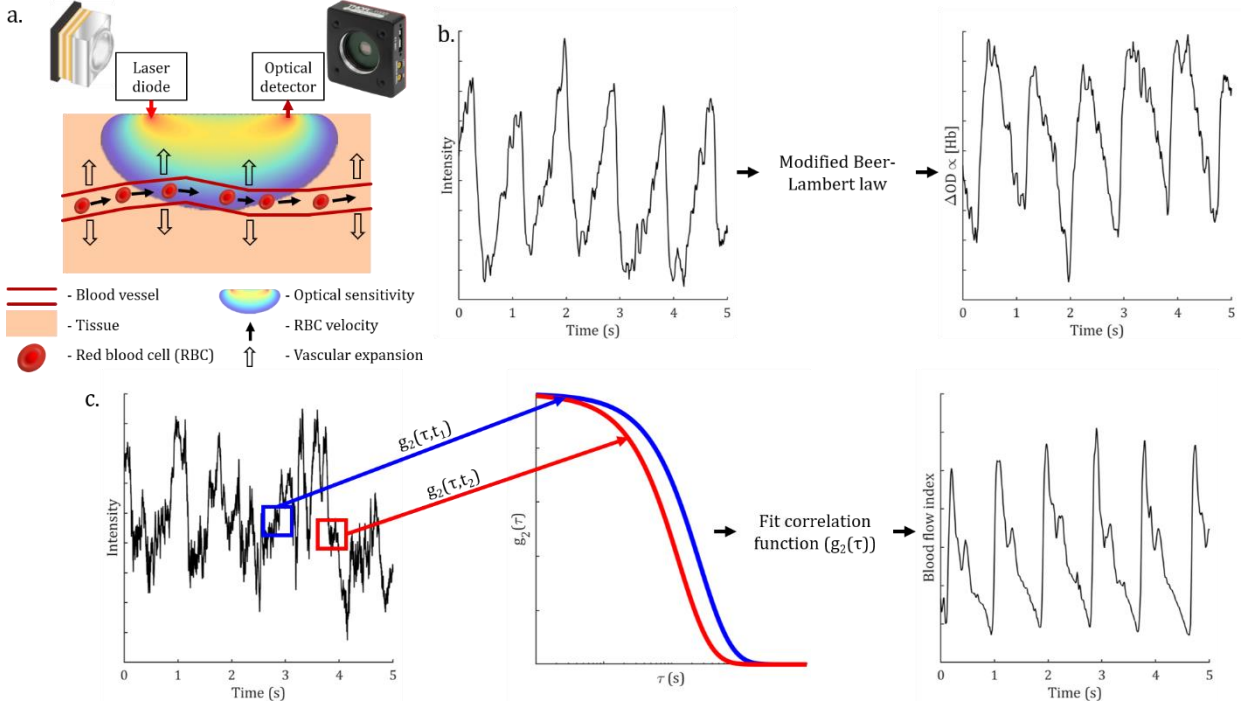 a.
Laser
diode
Optical
detector
- Blood vessel
- Tissue
- Red blood cell (RBC)
- Optical sensitivity
- RBC velocity
- Vascular expansion
b.
Intensity
0 1 2 3 4 5
Time (s)
Modified Beer-
Lambert law
ΔOD ∝ [Hb]
0 1 2 3 4 5
Time (s)
c.
Intensity
0 1 2 3 4 5
Time (s)
g₂(τ,t₁)
g₂(τ,t₂)
g₂(τ)
τ (s)
Fit correlation
function (g₂(τ))
Blood flow index
0 1 2 3 4 5
Time (s)